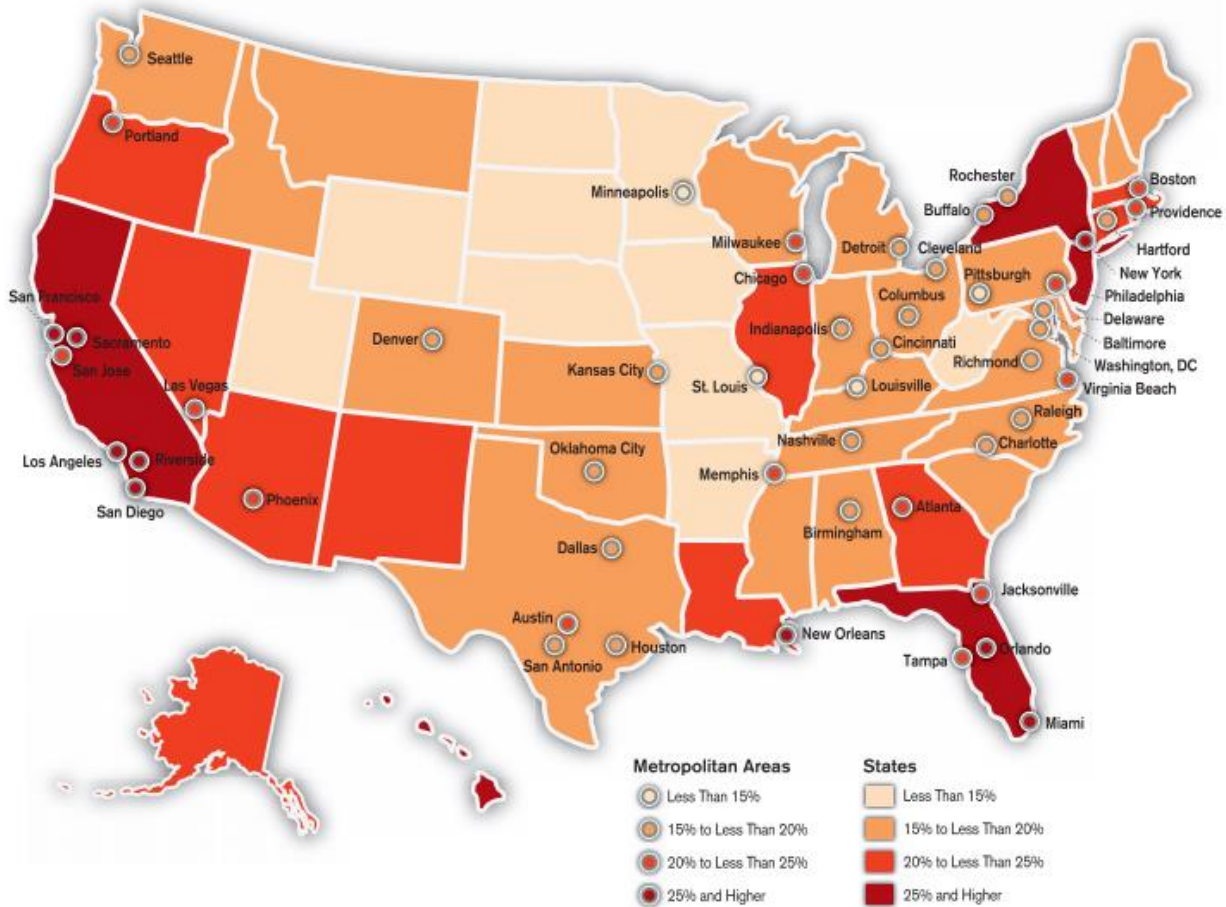 Seattle
Portland
Minneapolis
Rochester
Boston
Buffalo
Providence
Milwaukee
Detroit
Cleveland
Hartford
Chicago
Pittsburgh
New York
San Francisco
Columbus
Philadelphia
Delaware
Denver
Indianapolis
Sacramento
Cincinnati
Baltimore
San Jose
Kansas City
Richmond
Washington, DC
Las Vegas
St. Louis
Louisville
Virginia Beach
Raleigh
Nashville
Charlotte
Oklahoma City
Los Angeles
Riverside
Memphis
Phoenix
Atlanta
San Diego
Birmingham
Dallas
Jacksonville
Austin
New Orleans
Houston
Orlando
San Antonio
Tampa
Miami
Metropolitan Areas
Less Than 15%
15% to Less Than 20%
20% to Less Than 25%
25% and Higher
States
Less Than 15%
15% to Less Than 20%
20% to Less Than 25%
25% and Higher